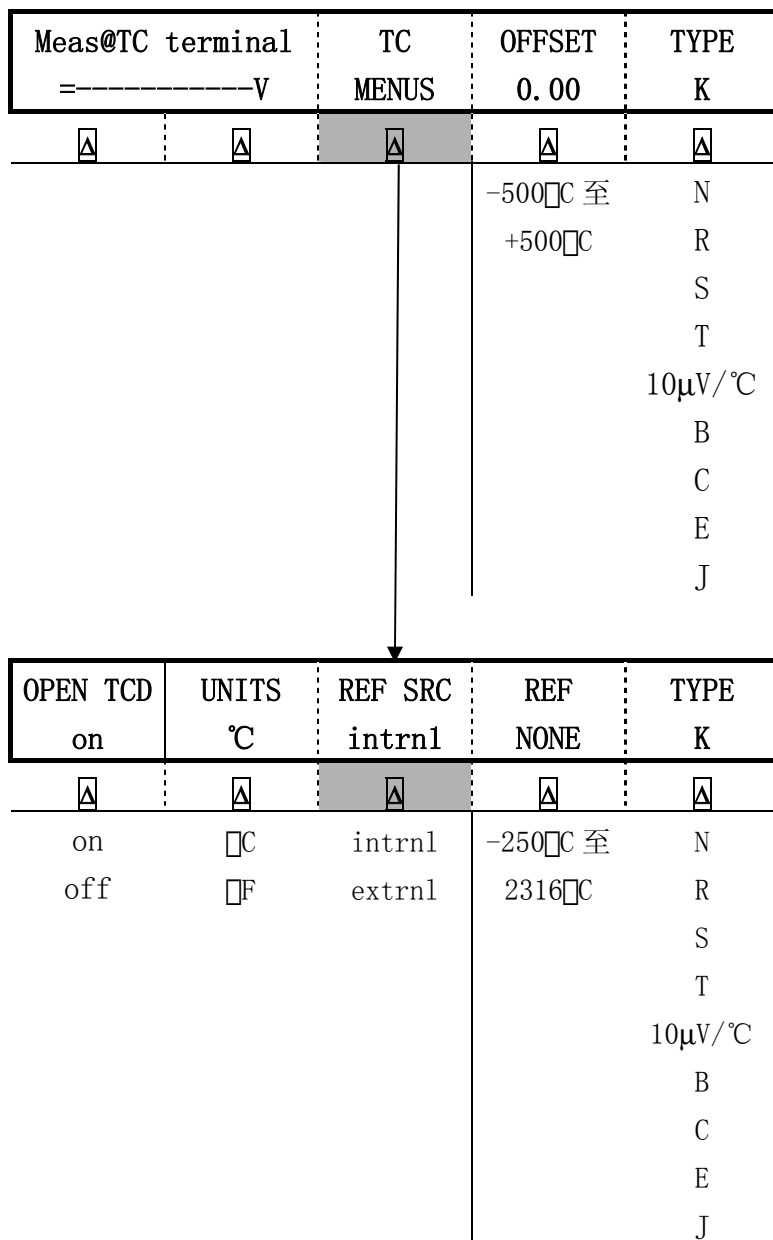 Meas@TC terminal TC OFFSET TYPE
=-----------V MENUS 0.00 K
Δ Δ Δ Δ Δ
-500□C 至 N
+500□C R
S
T
10μV/℃
B
C
E
J
OPEN TCD UNITS REF SRC REF TYPE
on ℃ intrnl NONE K
Δ Δ Δ Δ Δ
on □C intrnl -250□C 至 N
off □F extrnl 2316□C R
S
T
10μV/℃
B
C
E
J